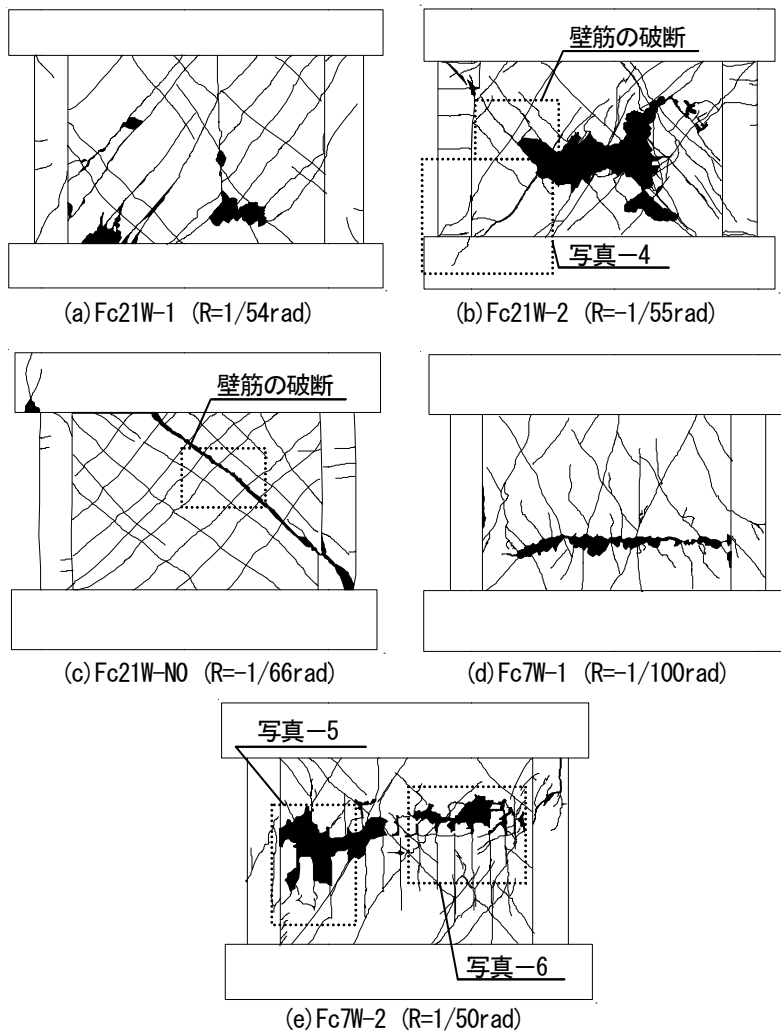 壁筋の破断
写真－4
(a)Fc21W-1 (R=1/54rad)
(b)Fc21W-2 (R=-1/55rad)
壁筋の破断
(c)Fc21W-NO (R=-1/66rad)
(d)Fc7W-1 (R=-1/100rad)
写真－5
写真－6
(e)Fc7W-2 (R=1/50rad)